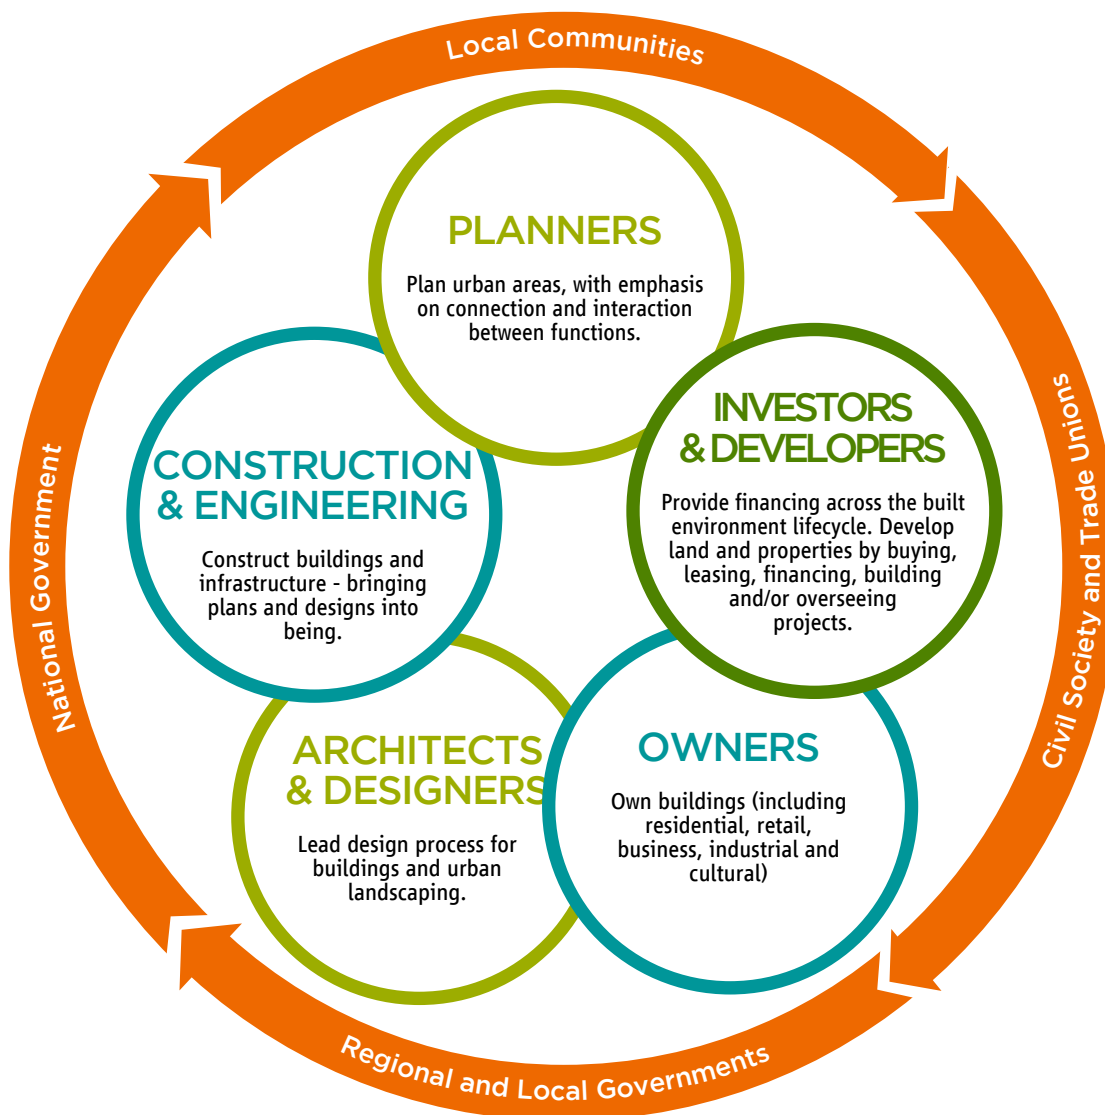 Local Communities
PLANNERS
Plan urban areas, with emphasis
on connection and interaction
between functions.
INVESTORS
& DEVELOPERS
Provide financing across the built
environment lifecycle. Develop
land and properties by buying,
leasing, financing, building
and/or overseeing
projects.
CONSTRUCTION
& ENGINEERING
Construct buildings and
infrastructure - bringing
plans and designs into
being.
ARCHITECTS
& DESIGNERS
Lead design process for
buildings and urban
landscaping.
OWNERS
Own buildings (including
residential, retail,
business, industrial and
cultural)
Civil Society and Trade Unions
Regional and Local Governments
National Government